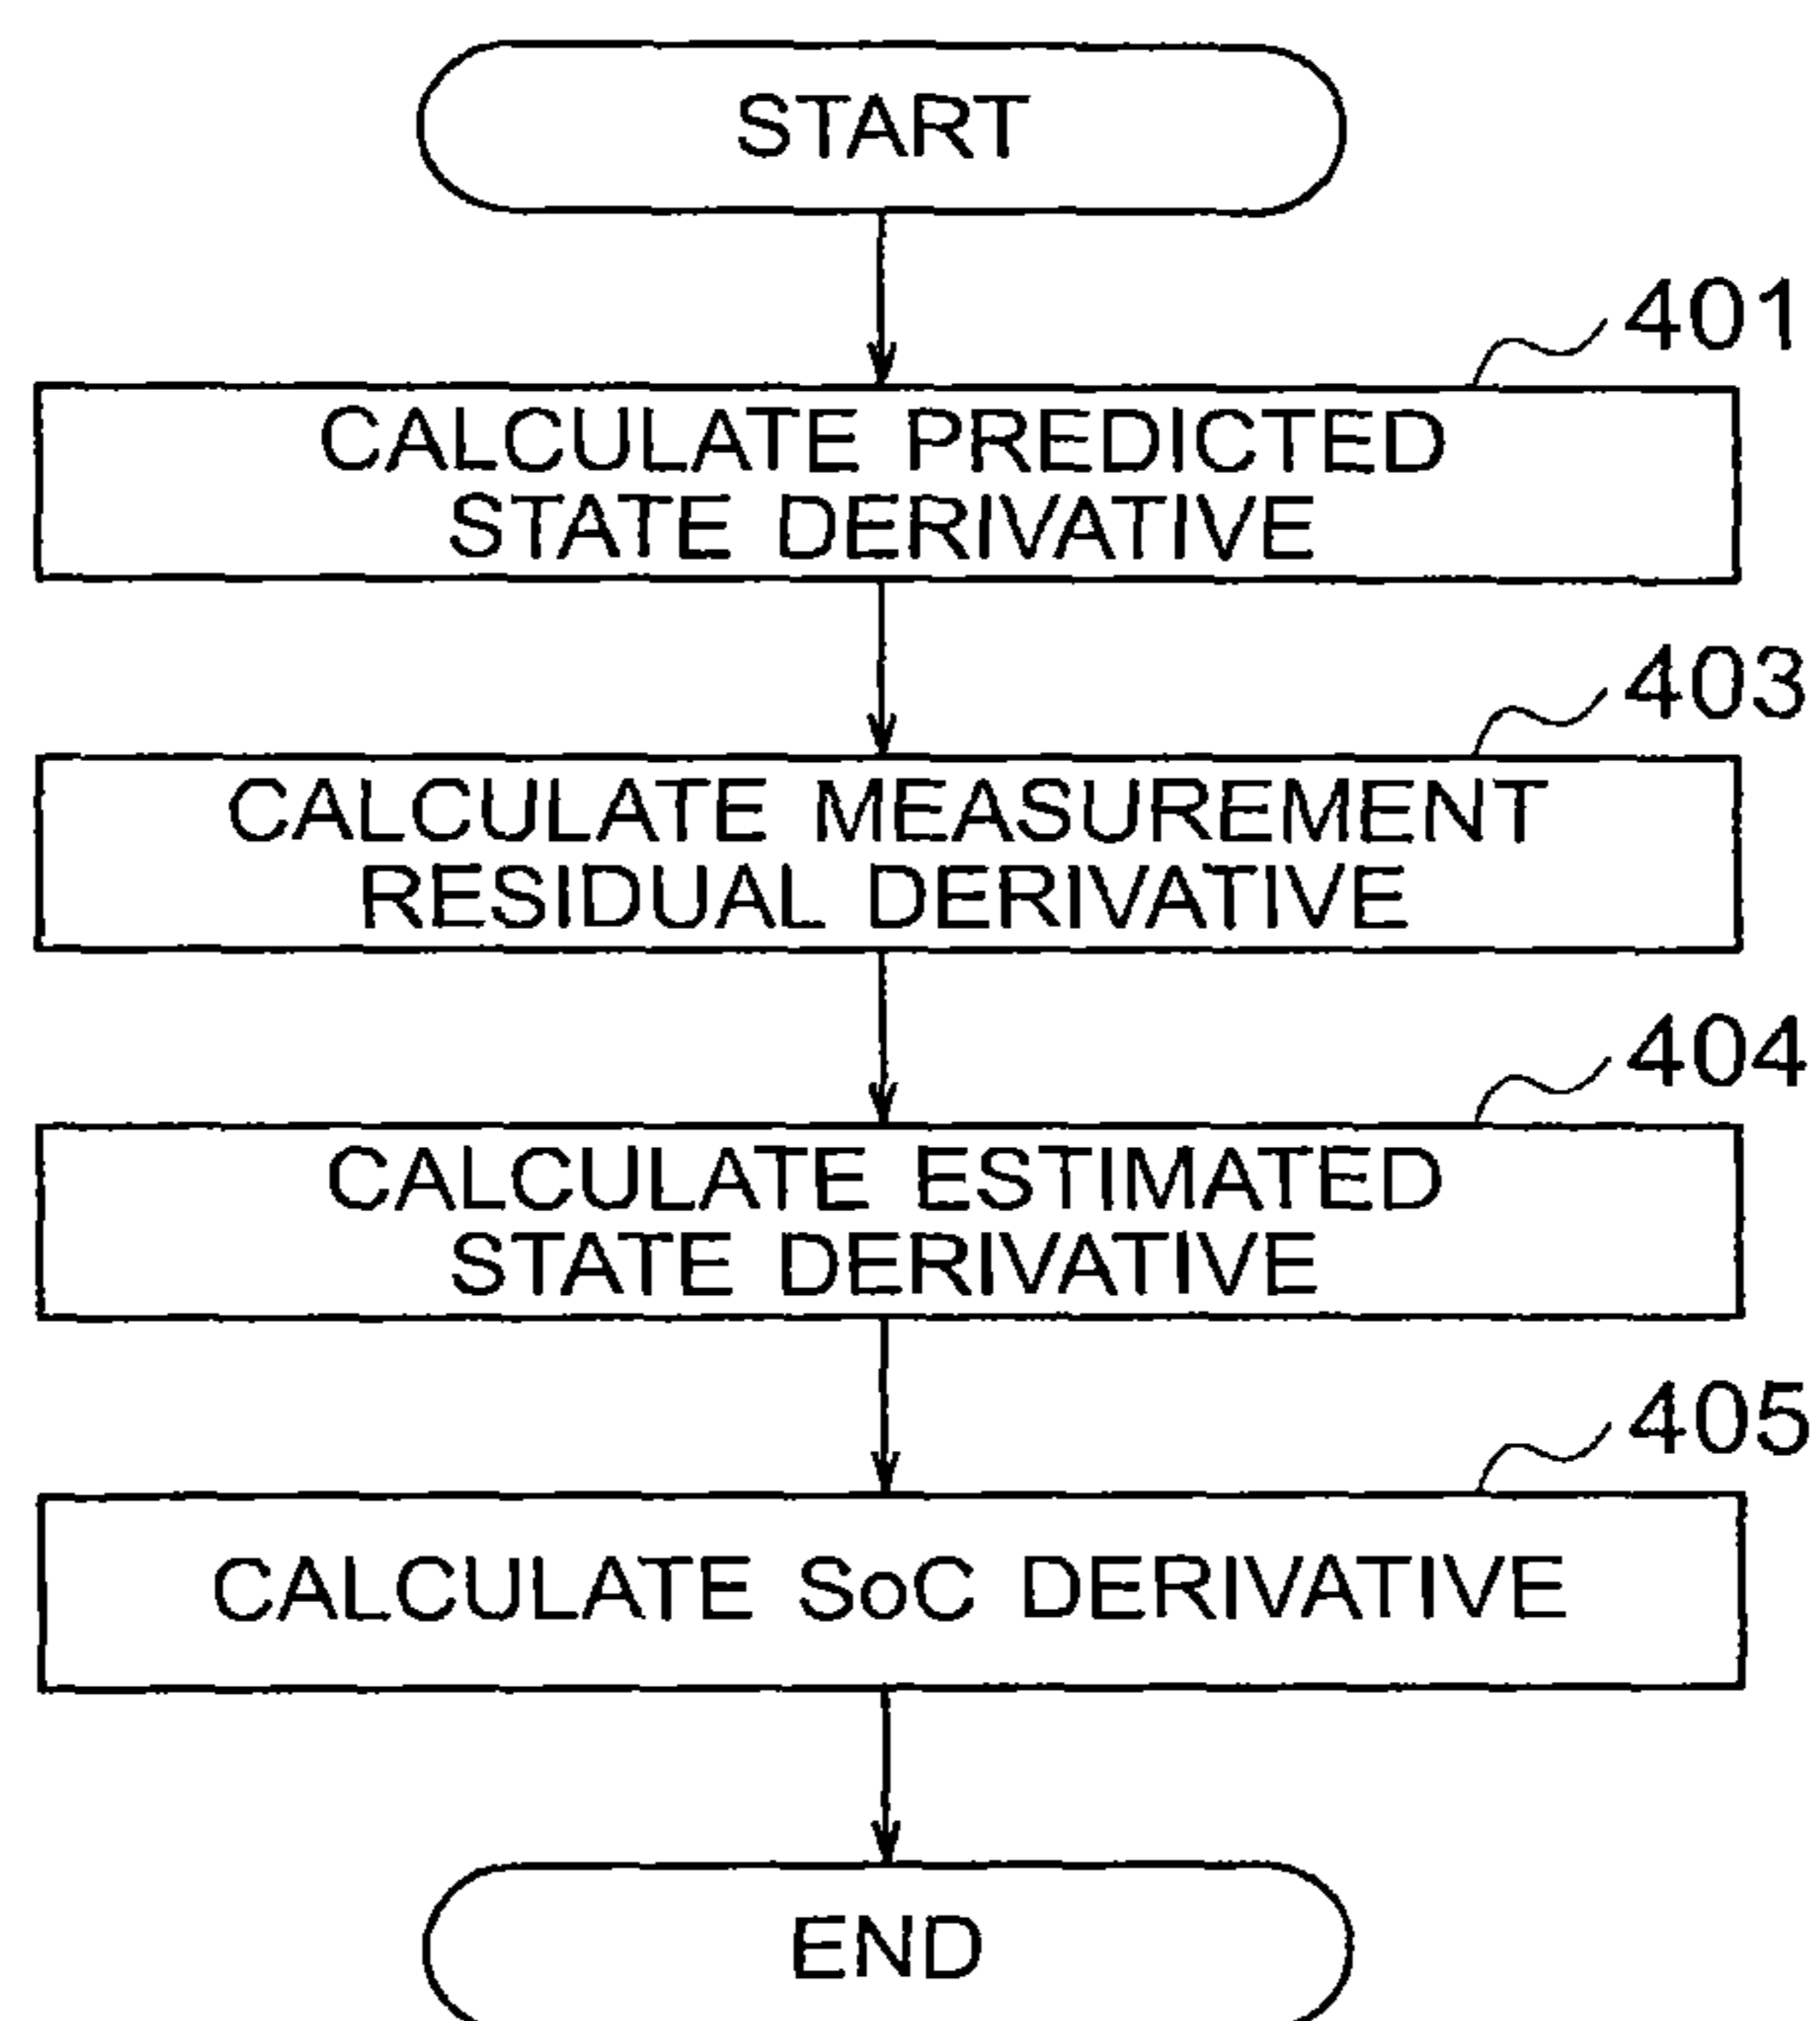 START
401
CALCULATE PREDICTED
STATE DERIVATIVE
403
CALCULATE MEASUREMENT
RESIDUAL DERIVATIVE
404
CALCULATE ESTIMATED
STATE DERIVATIVE
405
CALCULATE SoC DERIVATIVE
END